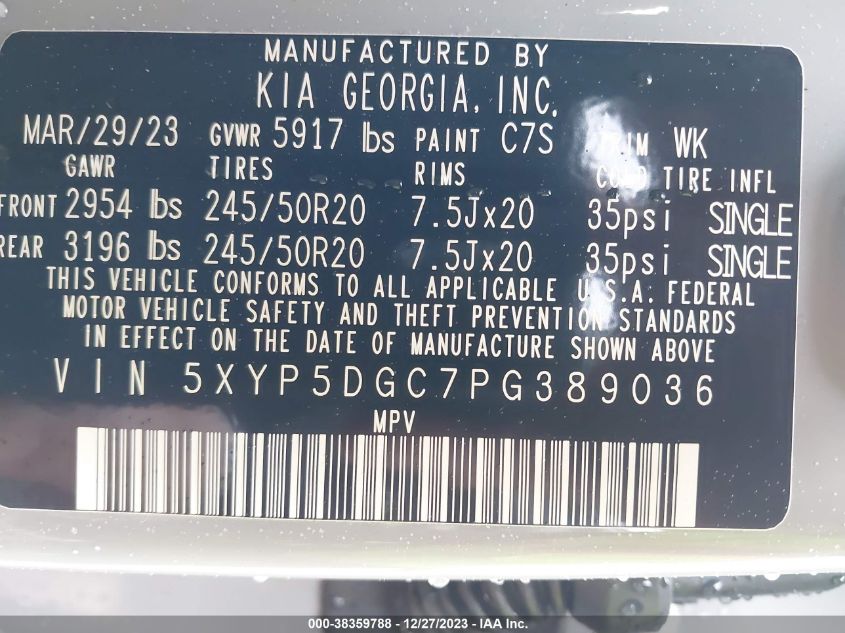 MANUFACTURED BY
KIA GEORGIA, INC.
MAR/29/23 GVWR 5917 lbs PAINT C7S TRIM WK
GAWR TIRES RIMS COLD TIRE INFL
FRONT 2954 lbs 245/50R20 7.5Jx20 35psi SINGLE
REAR 3196 lbs 245/50R20 7.5Jx20 35psi SINGLE
THIS VEHICLE CONFORMS TO ALL APPLICABLE U.S.A. FEDERAL
MOTOR VEHICLE SAFETY AND THEFT PREVENTION STANDARDS
IN EFFECT ON THE DATE OF MANUFACTURE SHOWN ABOVE.
VIN 5XYP5DGC7PG389036
MPV
000-38359788 - 12/27/2023 - IAA Inc.